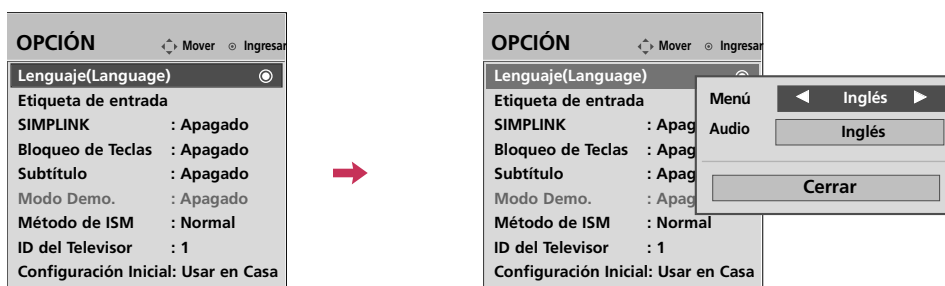 OPCIÓN Mover Ingresar
Lenguaje(Language)
Etiqueta de entrada
SIMPLINK : Apagado
Bloqueo de Teclas : Apagado
Subtítulo : Apagado
Modo Demo. : Apagado
Método de ISM : Normal
ID del Televisor : 1
Configuración Inicial: Usar en Casa
OPCIÓN Mover Ingresar
Lenguaje(Language)
Etiqueta de entrada
SIMPLINK : Apag
Bloqueo de Teclas : Apag
Subtítulo : Apag
Modo Demo. : Apag
Método de ISM : Normal
ID del Televisor : 1
Configuración Inicial: Usar en Casa
Menú Inglés
Audio Inglés
Cerrar